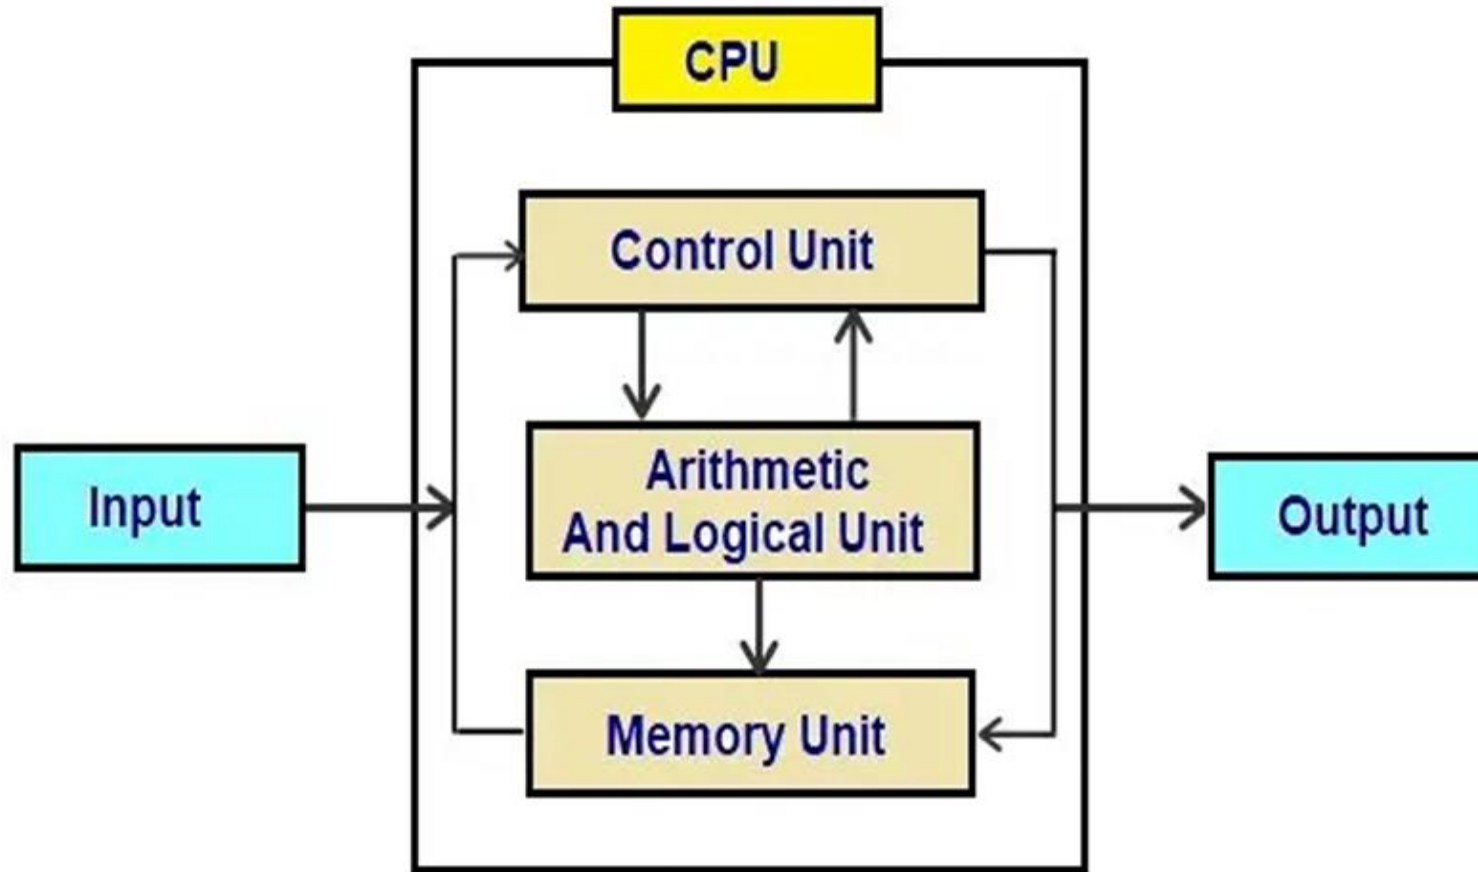 CPU
Control Unit
Arithmetic
And Logical Unit
Memory Unit
Input
Output